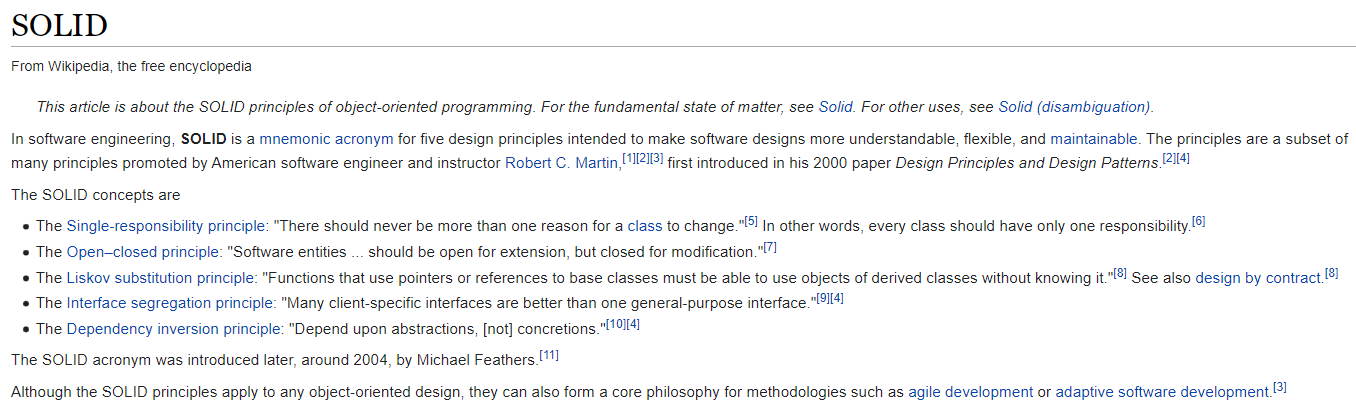 SOLID
From Wikipedia, the free encyclopedia
This article is about the SOLID principles of object-oriented programming. For the fundamental state of matter, see Solid. For other uses, see Solid (disambiguation).
In software engineering, SOLID is a mnemonic acronym for five design principles intended to make software designs more understandable, flexible, and maintainable. The principles are a subset of
many principles promoted by American software engineer and instructor Robert C. Martin,[1][2][3] first introduced in his 2000 paper Design Principles and Design Patterns.[2][4]
The SOLID concepts are
• The Single-responsibility principle: "There should never be more than one reason for a class to change."[5] In other words, every class should have only one responsibility.[6]
• The Open–closed principle: "Software entities ... should be open for extension, but closed for modification."[7]
• The Liskov substitution principle: "Functions that use pointers or references to base classes must be able to use objects of derived classes without knowing it."[8] See also design by contract.[8]
• The Interface segregation principle: "Many client-specific interfaces are better than one general-purpose interface."[9][4]
• The Dependency inversion principle: "Depend upon abstractions, [not] concretions."[10][4]
The SOLID acronym was introduced later, around 2004, by Michael Feathers.[11]
Although the SOLID principles apply to any object-oriented design, they can also form a core philosophy for methodologies such as agile development or adaptive software development.[3]